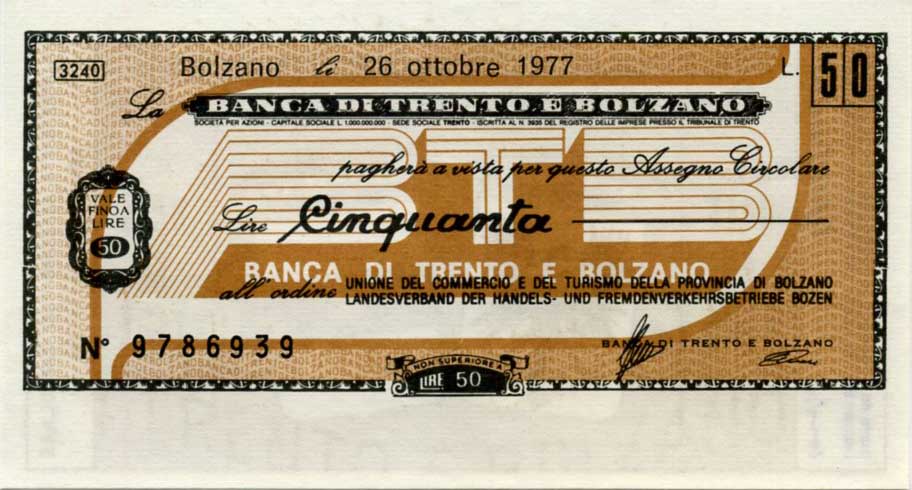 3240
Bolzano li 26 ottobre 1977
L. 50
La BANCA DI TRENTO E BOLZANO
SOCIETÀ PER AZIONI - CAPITALE SOCIALE L. 1.000.000.000 - SEDE SOCIALE TRENTO - ISCRITTA AL N. 3935 DEL REGISTRO DELLE IMPRESE PRESSO IL TRIBUNALE DI TRENTO
BTB
pagherà a vista per questo Assegno Circolare
VALE
FINO A
LIRE
50
Lire Cinquanta
BANCA DI TRENTO E BOLZANO
all'ordine UNIONE DEL COMMERCIO E DEL TURISMO DELLA PROVINCIA DI BOLZANO
LANDESVERBAND DER HANDELS- UND FREMDENVERKEHRSBETRIEBE BOZEN
N° 9786939
BANCA DI TRENTO E BOLZANO
NON SUPERIORE A
LIRE 50